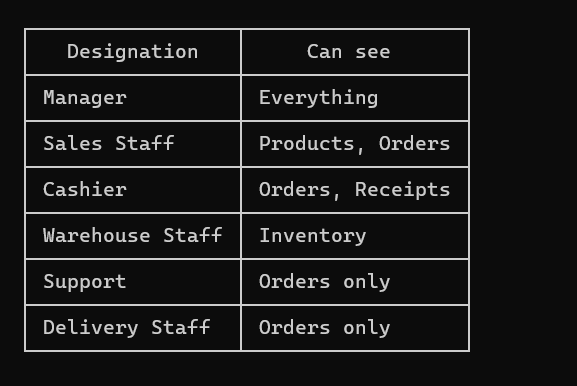 Designation Can see
Manager Everything
Sales Staff Products, Orders
Cashier Orders, Receipts
Warehouse Staff Inventory
Support Orders only
Delivery Staff Orders only